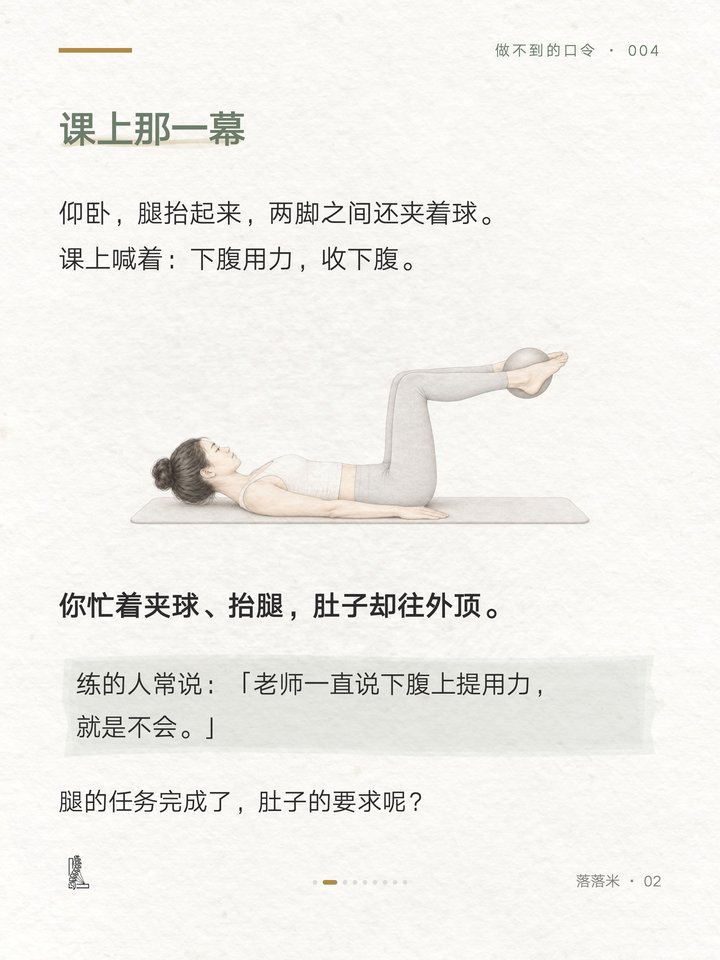 做不到的口令 · 004
课上那一幕
仰卧，腿抬起来，两脚之间还夹着球。
课上喊着：下腹用力，收下腹。
你忙着夹球、抬腿，肚子却往外顶。
练的人常说：「老师一直说下腹上提用力，
就是不会。」
腿的任务完成了，肚子的要求呢？
落落米 · 02